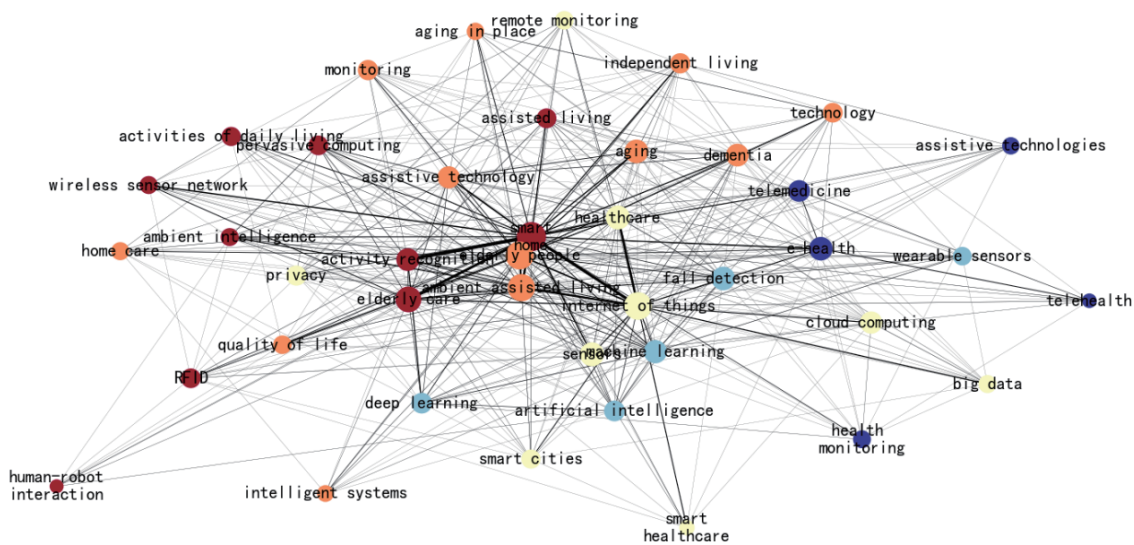 remote monitoring
aging in place
independent living
monitoring
technology
assisted living
activities of daily living
pervasive computing
assistive technologies
aging
dementia
assistive technology
wireless sensor network
telemedicine
healthcare
smart
home
ambient intelligence
home care
e-health
elderly people
wearable sensors
activity recognition
privacy
fall detection
ambient assisted living
elderly care
internet of things
telehealth
cloud computing
quality of life
sensors
machine learning
RFID
big data
deep learning
artificial intelligence
health
monitoring
smart cities
human-robot
interaction
intelligent systems
smart
healthcare